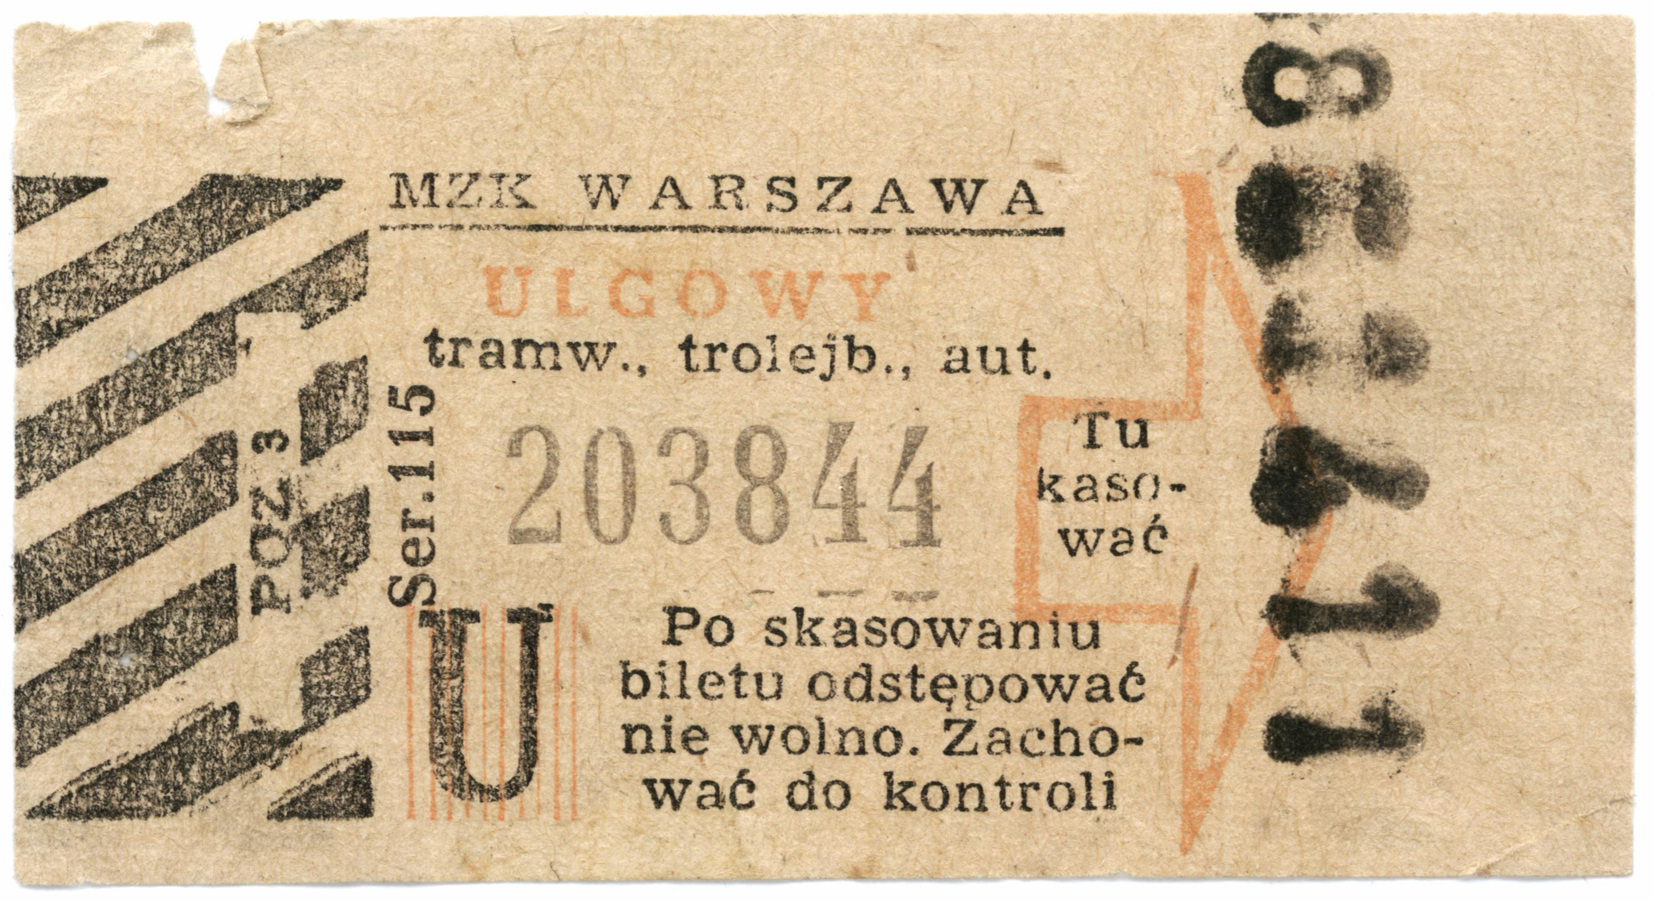 MZK WARSZAWA
ULGOWY
tramw., trolejb., aut.
POZ 3
Ser.115
203844
Tu
kaso-
wać
U
Po skasowaniu
biletu odstępować
nie wolno. Zacho-
wać do kontroli